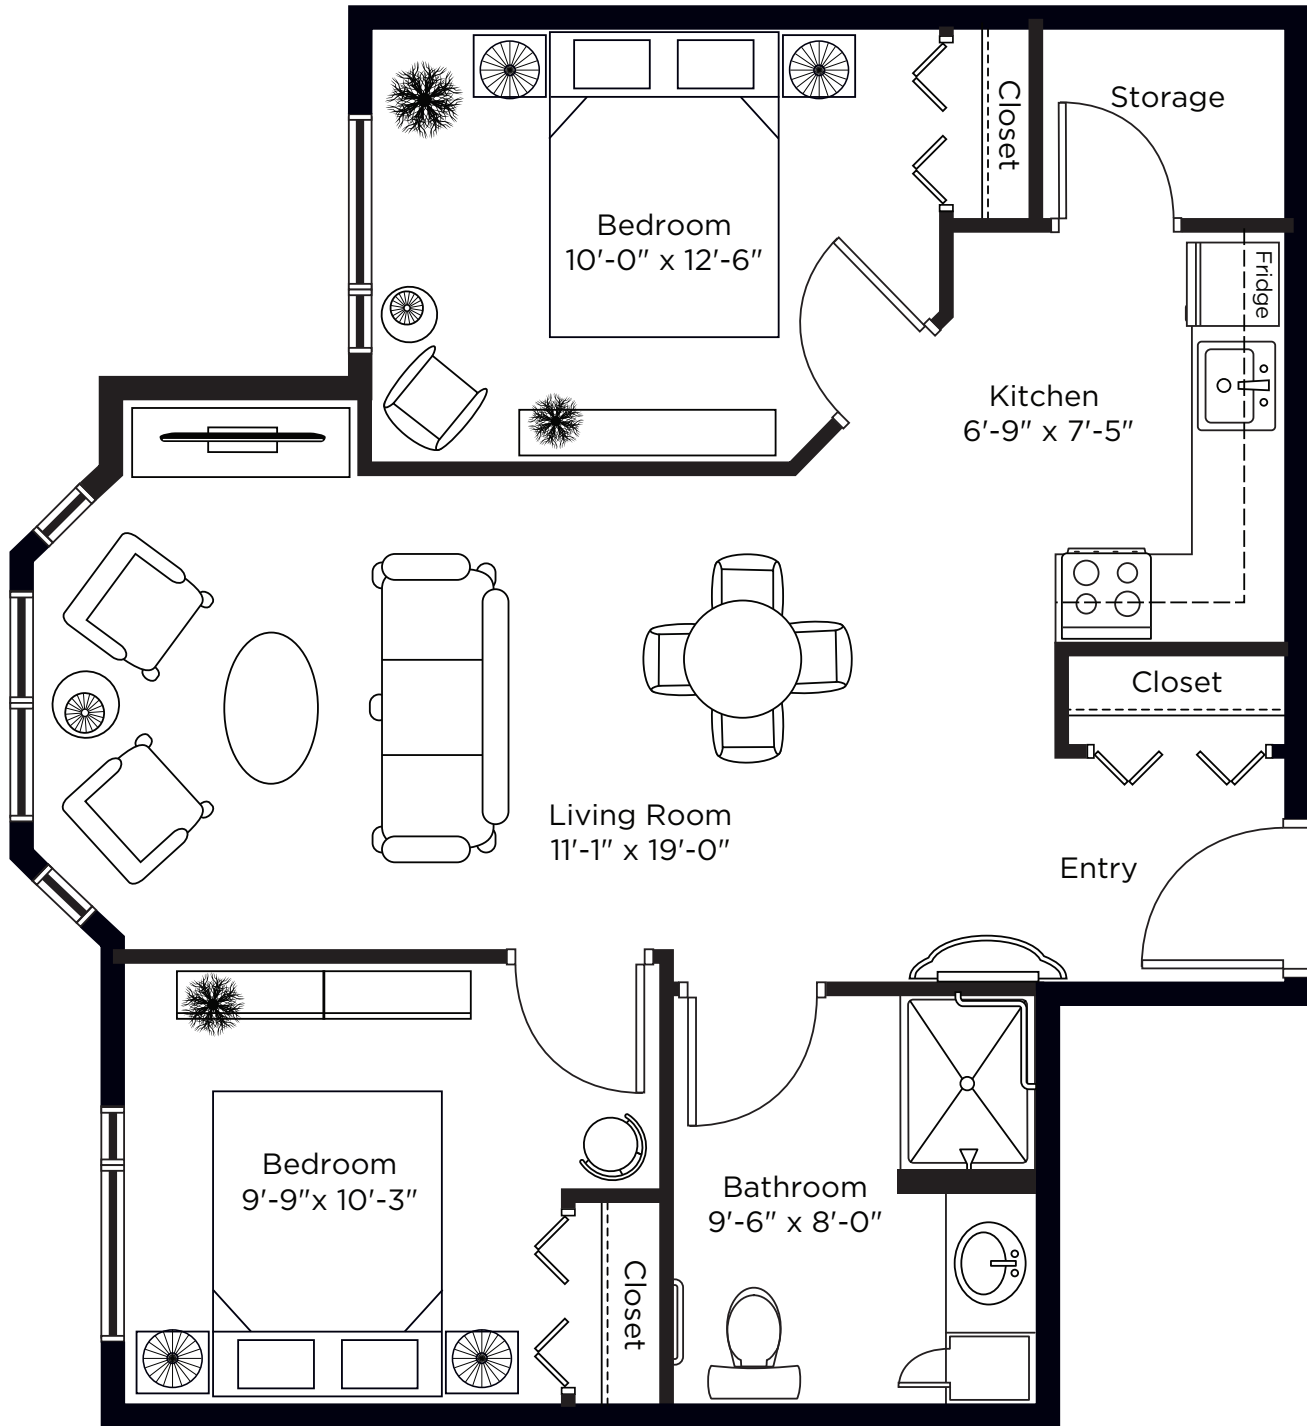 Closet
Storage
Bedroom
10'-0" x 12'-6"
Fridge
Kitchen
6'-9" x 7'-5"
Closet
Living Room
11'-1" x 19'-0"
Entry
Bedroom
9'-9"x 10'-3"
Bathroom
9'-6" x 8'-0"
Closet